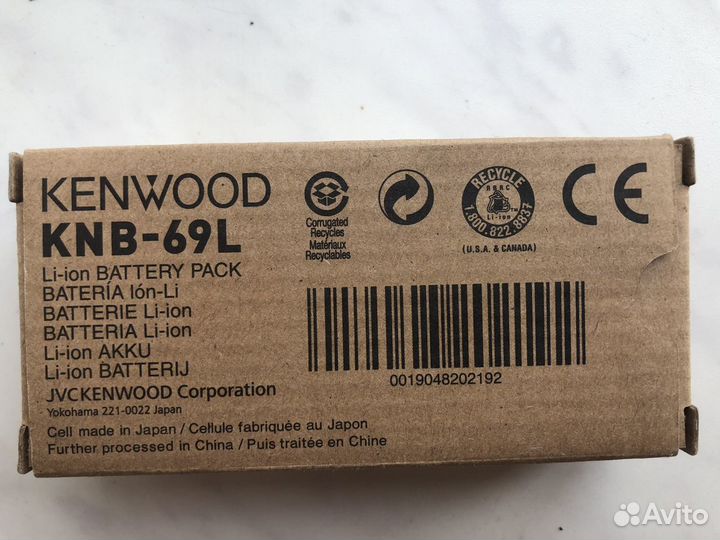 KENWOOD
KNB-69L
Li-ion BATTERY PACK
BATERÍA Ión-Li
BATTERIE Li-ion
BATTERIA Li-ion
Li-ion AKKU
Li-ion BATTERIJ
JVCKENWOOD Corporation
Yokohama 221-0022 Japan
Cell made in Japan / Cellule fabriquée au Japon
Further processed in China / Puis traitée en Chine
Corrugated
Recycles
Matériaux
Recyclables
RECYCLE
RBRC
Li-ion
TM
1.800.822.8837
(U.S.A. & CANADA)
CE
0019048202192
Avito